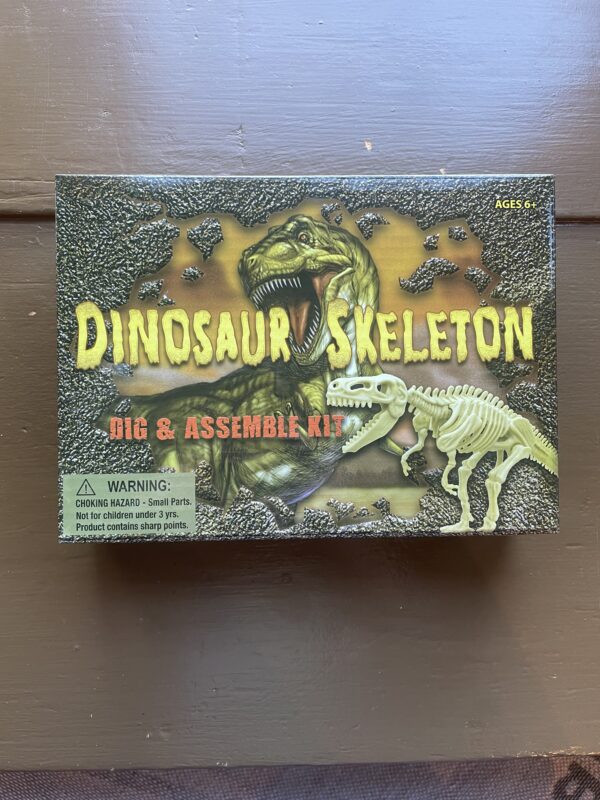 AGES 6+
DINOSAUR SKELETON
DIG & ASSEMBLE KIT
WARNING:
CHOKING HAZARD - Small Parts.
Not for children under 3 yrs.
Product contains sharp points.